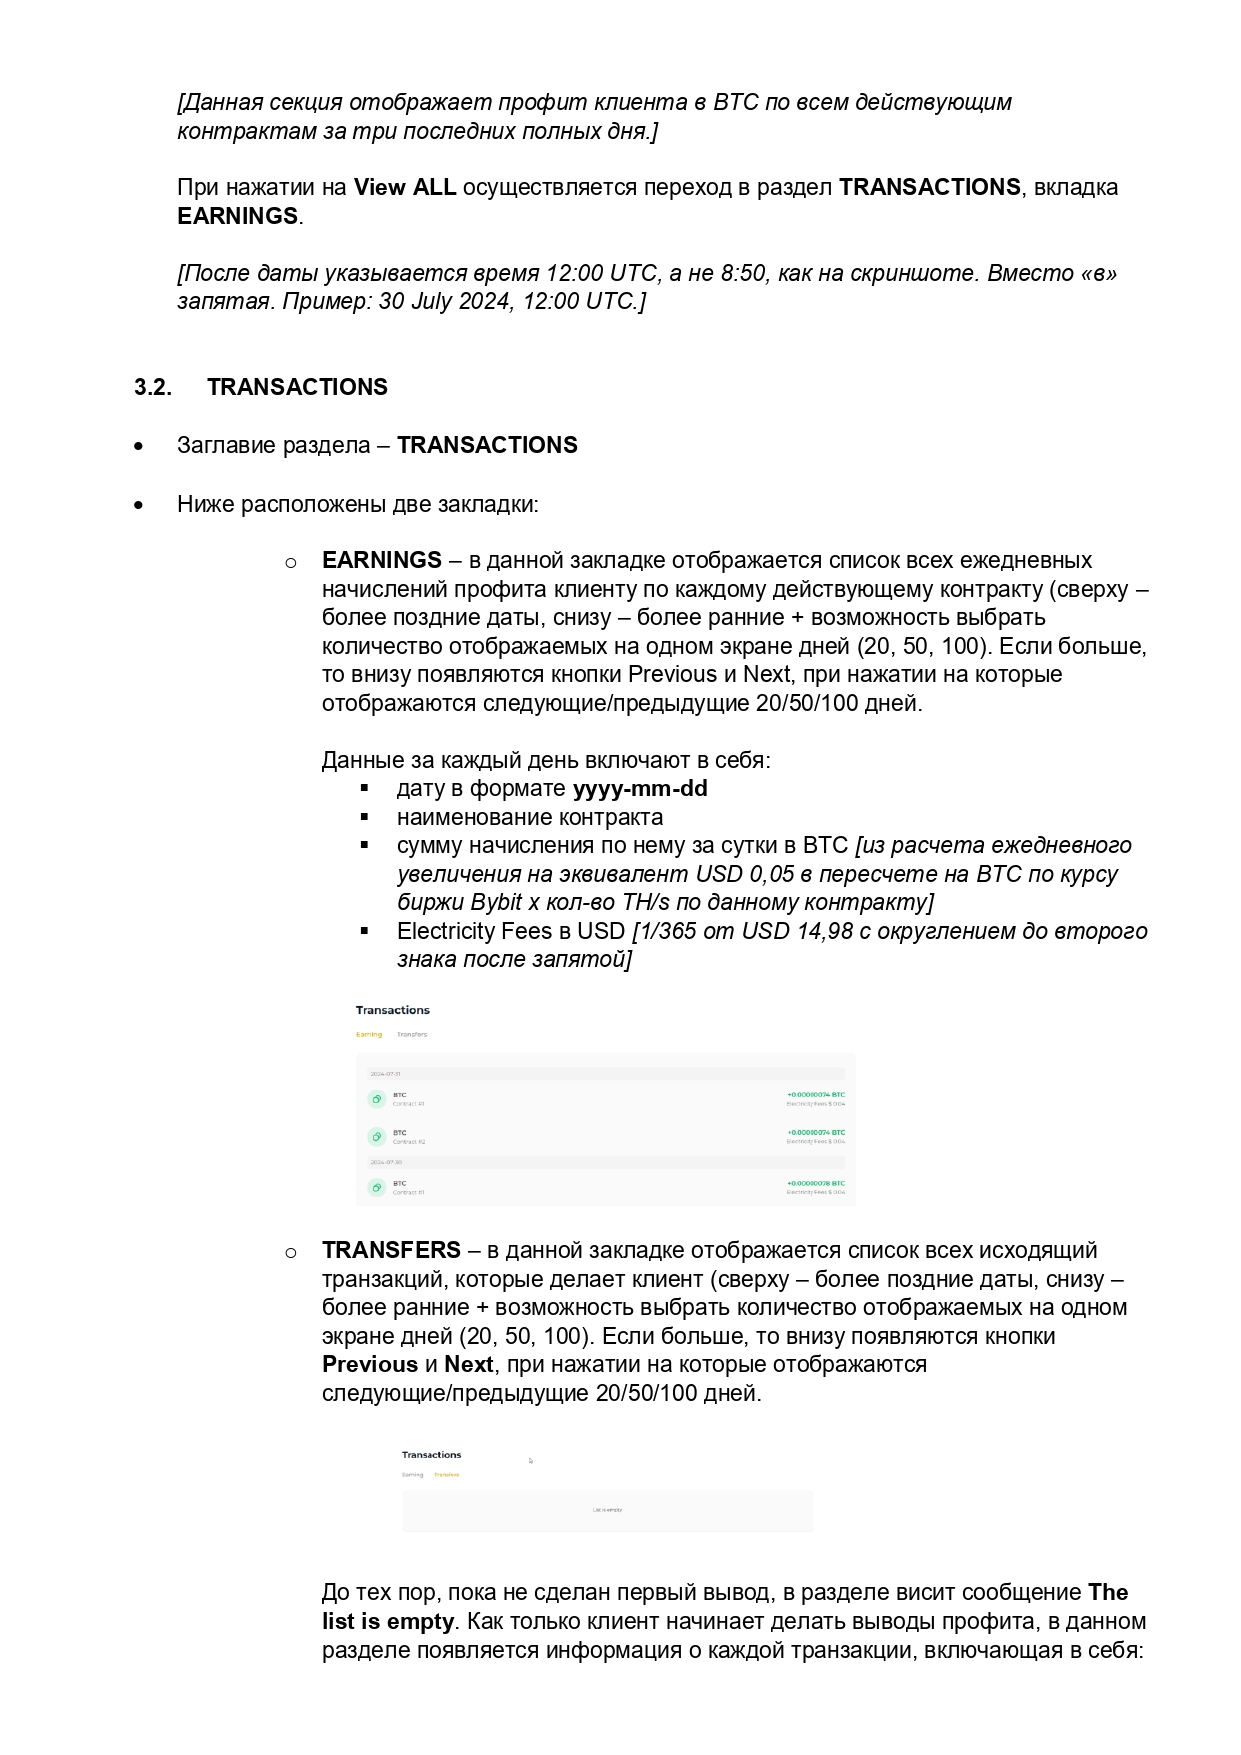 [Данная секция отображает профит клиента в BTC по всем действующим
контрактам за три последних полных дня.]
При нажатии на View ALL осуществляется переход в раздел TRANSACTIONS, вкладка
EARNINGS.
[После даты указывается время 12:00 UTC, а не 8:50, как на скриншоте. Вместо «в»
запятая. Пример: 30 July 2024, 12:00 UTC.]
3.2. TRANSACTIONS
• Заглавие раздела – TRANSACTIONS
• Ниже расположены две закладки:
o EARNINGS – в данной закладке отображается список всех ежедневных
начислений профита клиенту по каждому действующему контракту (сверху –
более поздние даты, снизу – более ранние + возможность выбрать
количество отображаемых на одном экране дней (20, 50, 100). Если больше,
то внизу появляются кнопки Previous и Next, при нажатии на которые
отображаются следующие/предыдущие 20/50/100 дней.
Данные за каждый день включают в себя:
▪ дату в формате yyyy-mm-dd
▪ наименование контракта
▪ сумму начисления по нему за сутки в BTC [из расчета ежедневного
увеличения на эквивалент USD 0,05 в пересчете на BTC по курсу
биржи Bybit x кол-во TH/s по данному контракту]
▪ Electricity Fees в USD [1/365 от USD 14,98 с округлением до второго
знака после запятой]
Transactions
Earning Transfers
2024-07-31
BTC +0.00000074 BTC
Contract #1 Electricity Fees $ 0.04
BTC +0.00000074 BTC
Contract #2 Electricity Fees $ 0.04
2024-07-30
BTC +0.00000078 BTC
Contract #1 Electricity Fees $ 0.04
o TRANSFERS – в данной закладке отображается список всех исходящий
транзакций, которые делает клиент (сверху – более поздние даты, снизу –
более ранние + возможность выбрать количество отображаемых на одном
экране дней (20, 50, 100). Если больше, то внизу появляются кнопки
Previous и Next, при нажатии на которые отображаются
следующие/предыдущие 20/50/100 дней.
Transactions
Earning Transfers
List is empty
До тех пор, пока не сделан первый вывод, в разделе висит сообщение The
list is empty. Как только клиент начинает делать выводы профита, в данном
разделе появляется информация о каждой транзакции, включающая в себя: